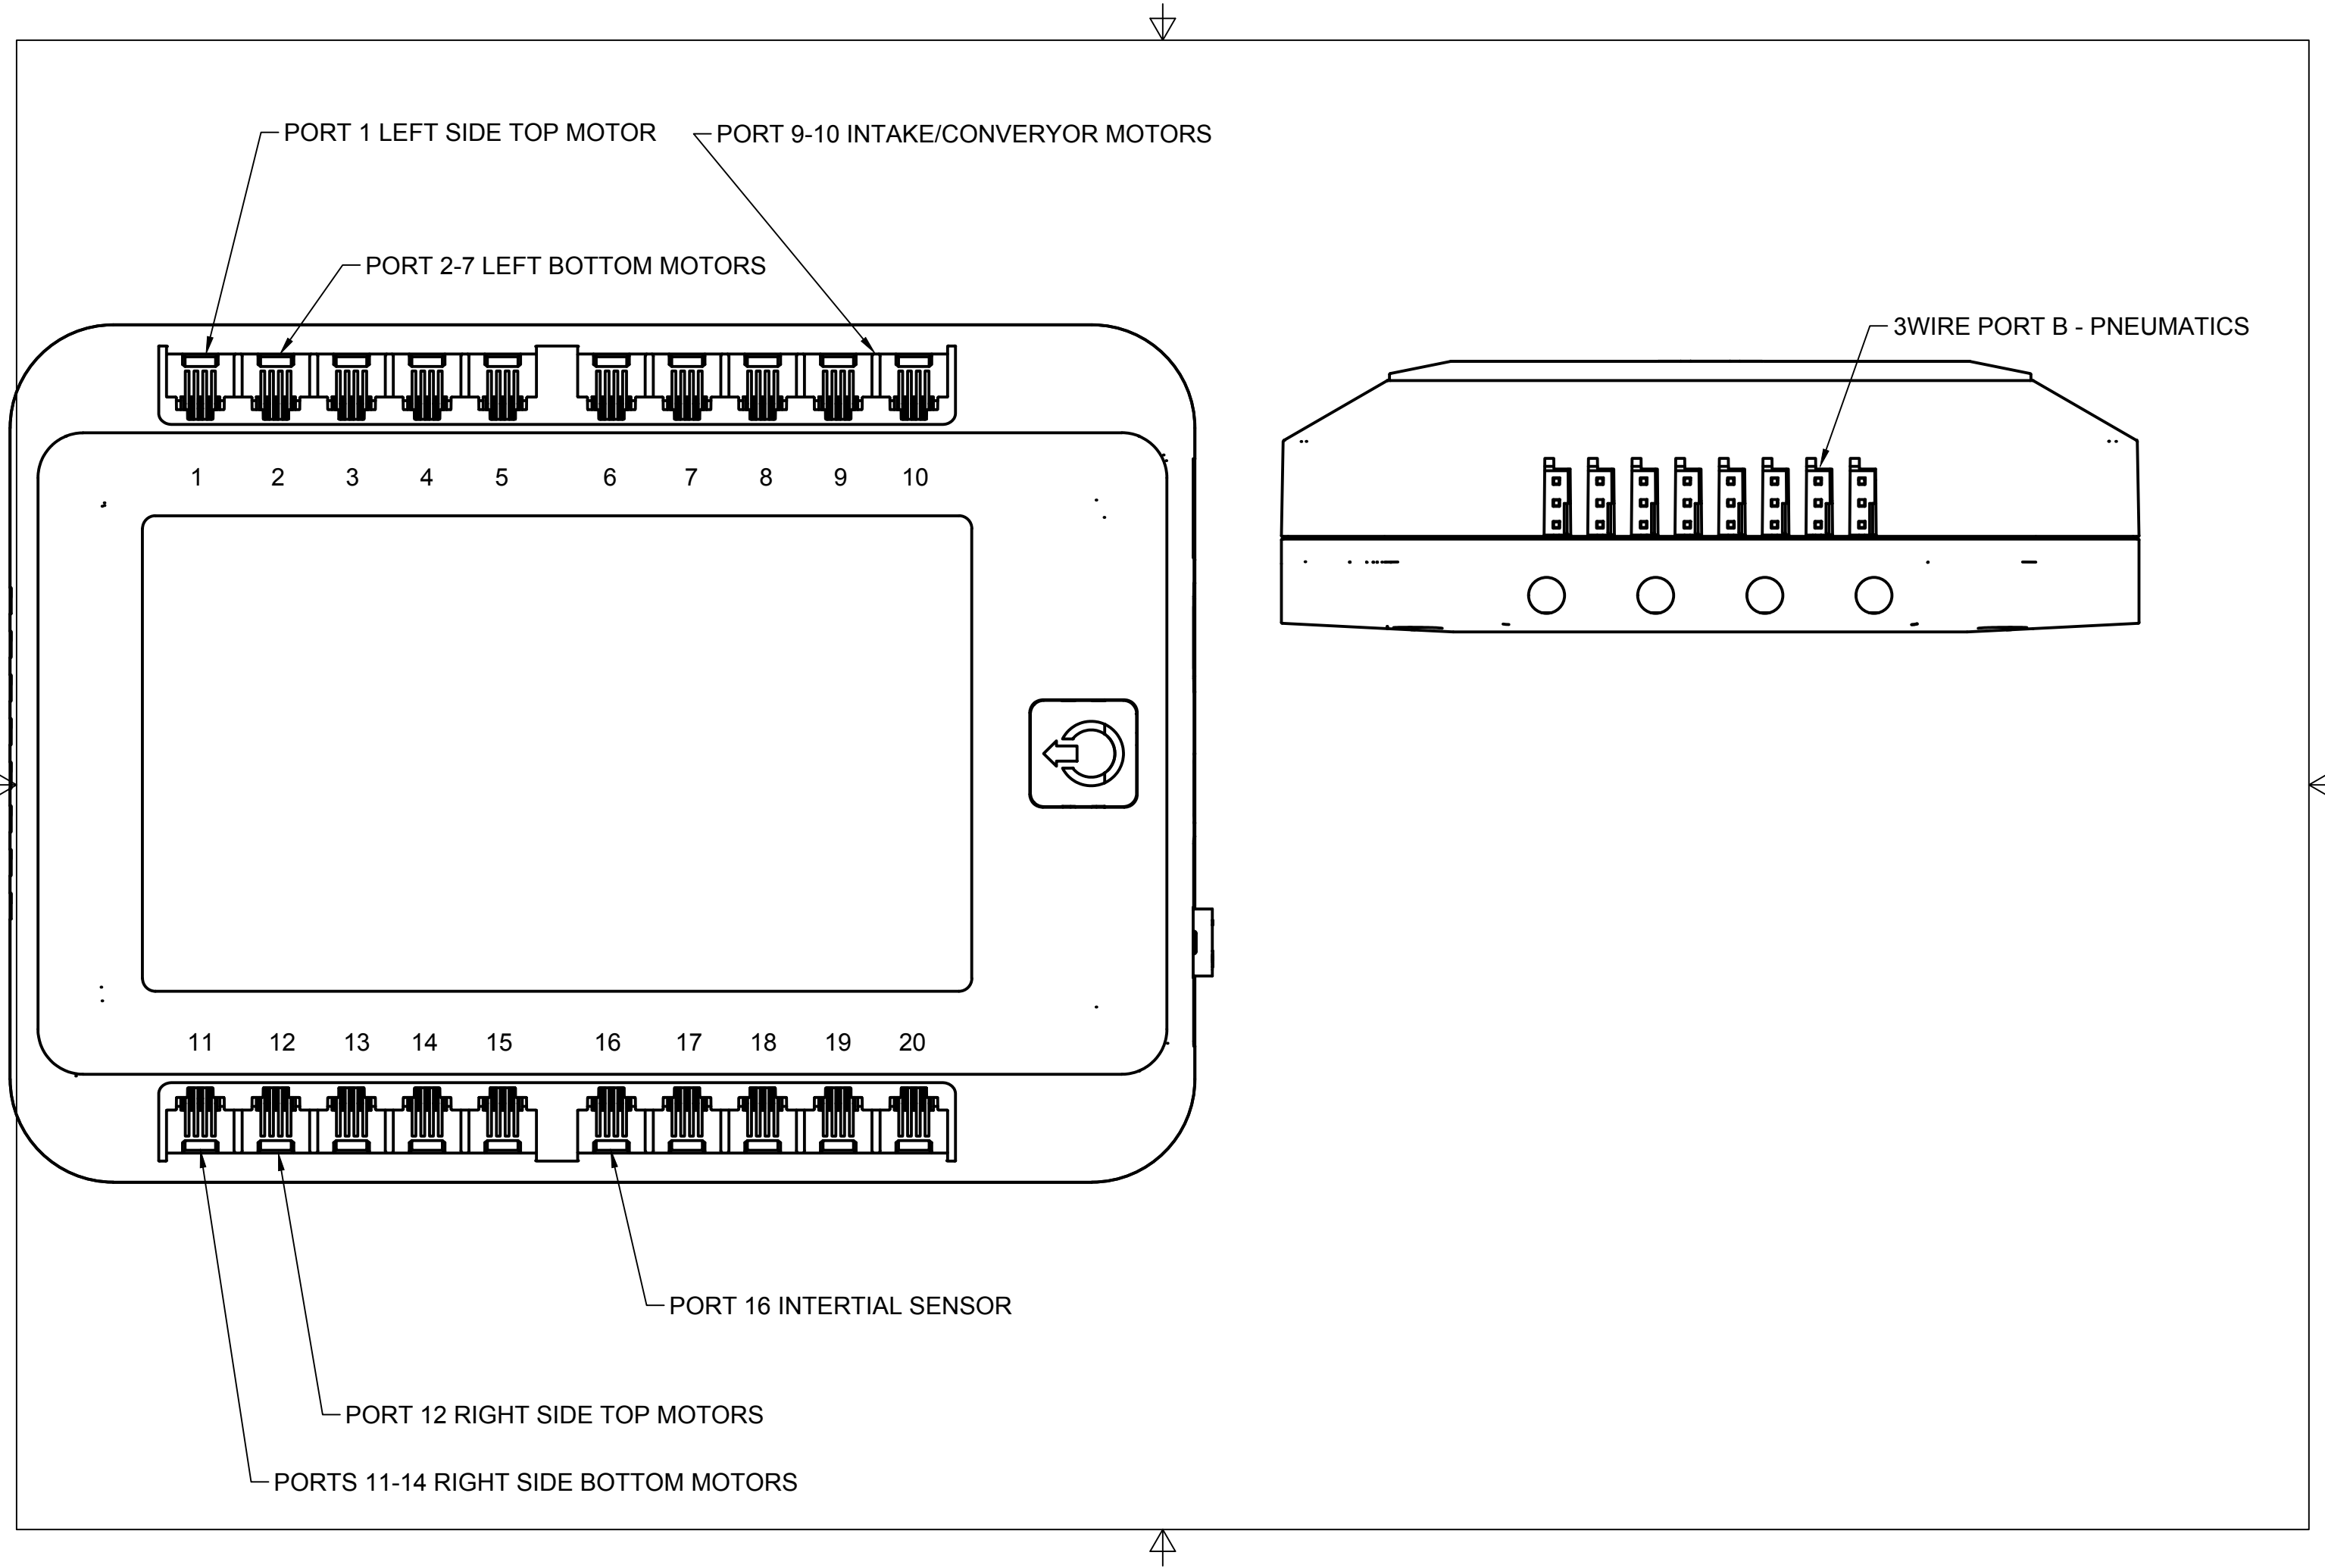 PORT 1 LEFT SIDE TOP MOTOR
PORT 9-10 INTAKE/CONVERYOR MOTORS
PORT 2-7 LEFT BOTTOM MOTORS
3WIRE PORT B - PNEUMATICS
1 2 3 4 5 6 7 8 9 10
11 12 13 14 15 16 17 18 19 20
PORT 16 INTERTIAL SENSOR
PORT 12 RIGHT SIDE TOP MOTORS
PORTS 11-14 RIGHT SIDE BOTTOM MOTORS